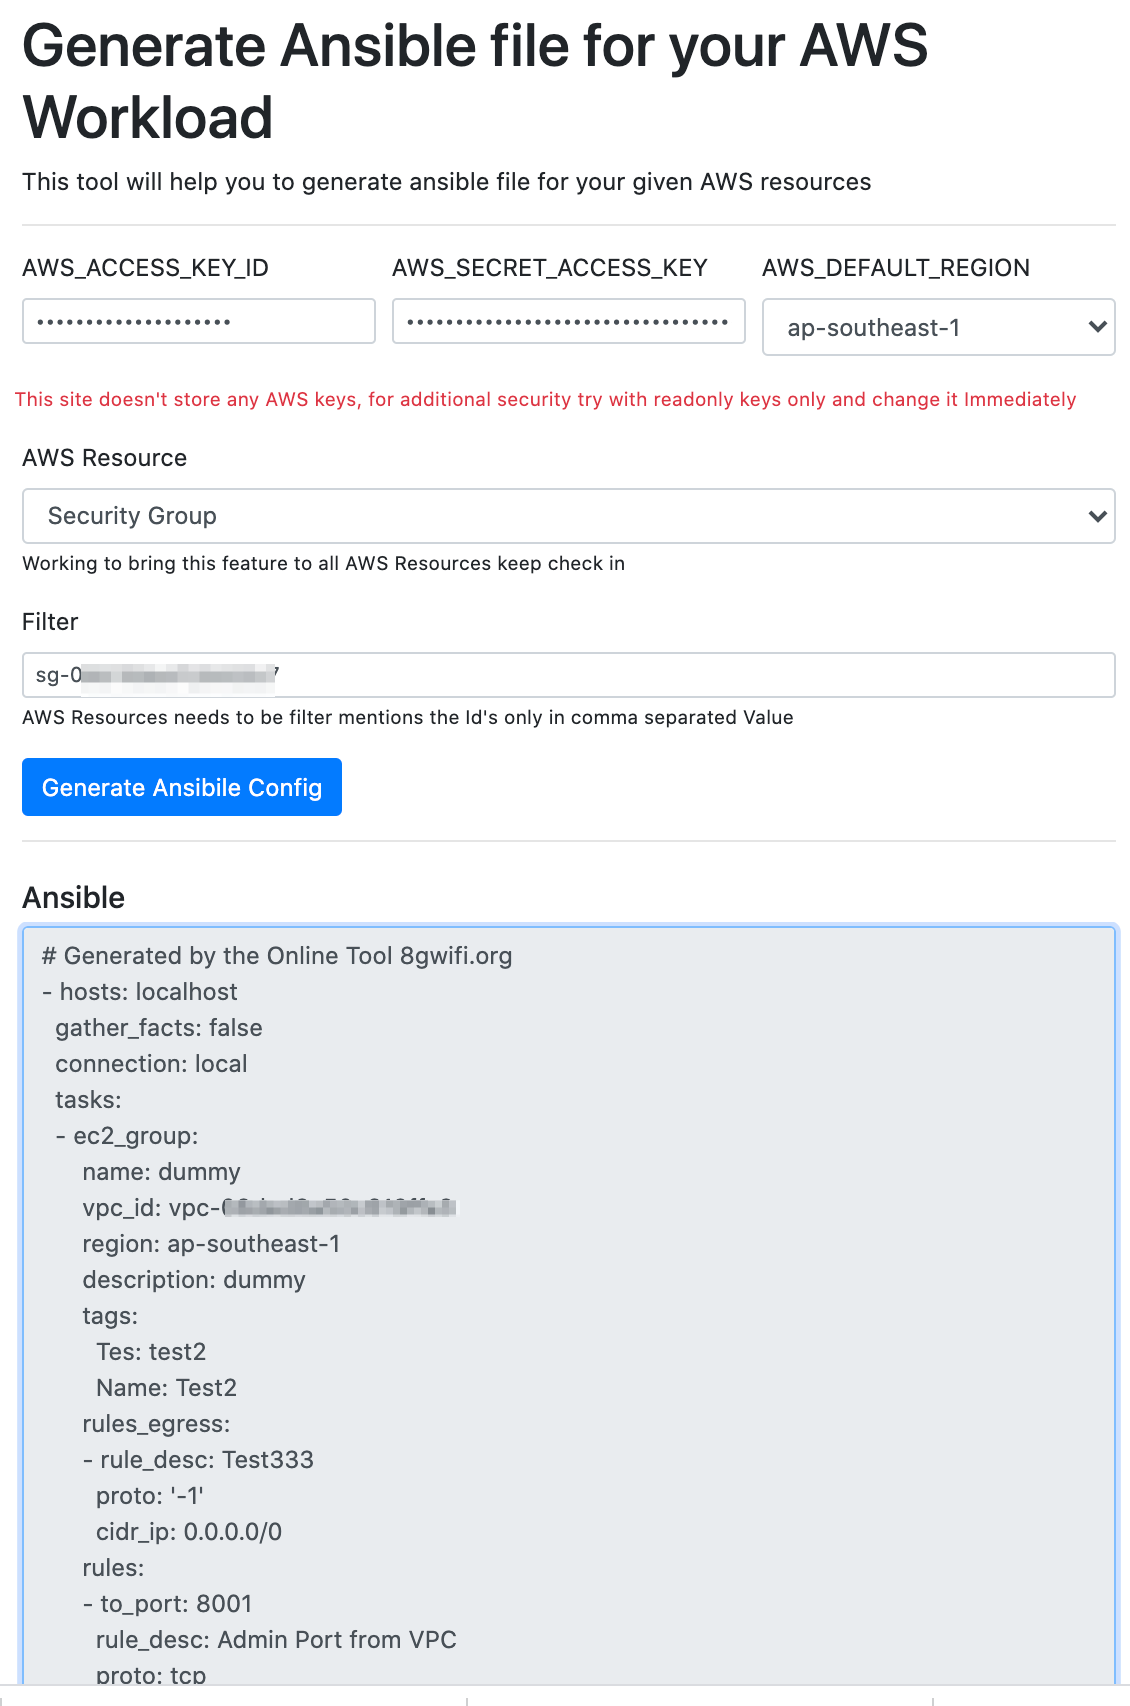 Generate Ansible file for your AWS
Workload
This tool will help you to generate ansible file for your given AWS resources
AWS_ACCESS_KEY_ID AWS_SECRET_ACCESS_KEY AWS_DEFAULT_REGION
ap-southeast-1
This site doesn't store any AWS keys, for additional security try with readonly keys only and change it Immediately
AWS Resource
Security Group
Working to bring this feature to all AWS Resources keep check in
Filter
sg-0
AWS Resources needs to be filter mentions the Id's only in comma separated Value
Generate Ansibile Config
Ansible
# Generated by the Online Tool 8gwifi.org
- hosts: localhost
gather_facts: false
connection: local
tasks:
- ec2_group:
name: dummy
vpc_id: vpc-
region: ap-southeast-1
description: dummy
tags:
Tes: test2
Name: Test2
rules_egress:
- rule_desc: Test333
proto: '-1'
cidr_ip: 0.0.0.0/0
rules:
- to_port: 8001
rule_desc: Admin Port from VPC
proto: tcp